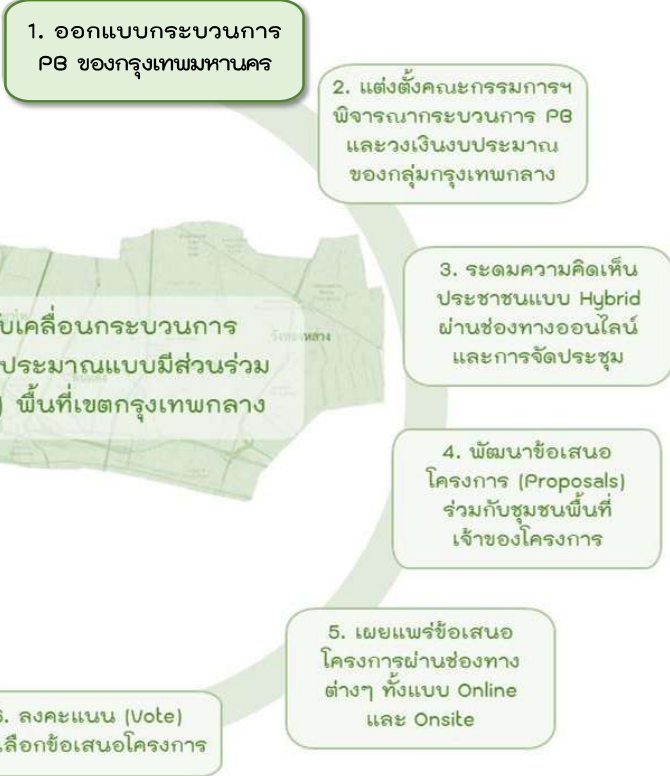 1. ออกแบบกระบวนการ
PB ของกรุงเทพมหานคร
2. แต่งตั้งคณะกรรมการฯ
พิจารณากระบวนการ PB
และวงเงินงบประมาณ
ของกลุ่มกรุงเทพกลาง
3. ระดมความคิดเห็น
ประชาชนแบบ Hybrid
ผ่านช่องทางออนไลน์
และการจัดประชุม
วังทองหลาง
บเคลื่อนกระบวนการ
ประมาณแบบมีส่วนร่วม
) พื้นที่เขตกรุงเทพกลาง
4. พัฒนาข้อเสนอ
โครงการ (Proposals)
ร่วมกับชุมชนพื้นที่
เจ้าของโครงการ
5. เผยแพร่ข้อเสนอ
โครงการผ่านช่องทาง
ต่างๆ ทั้งแบบ Online
และ Onsite
6. ลงคะแนน (Vote)
เลือกข้อเสนอโครงการ